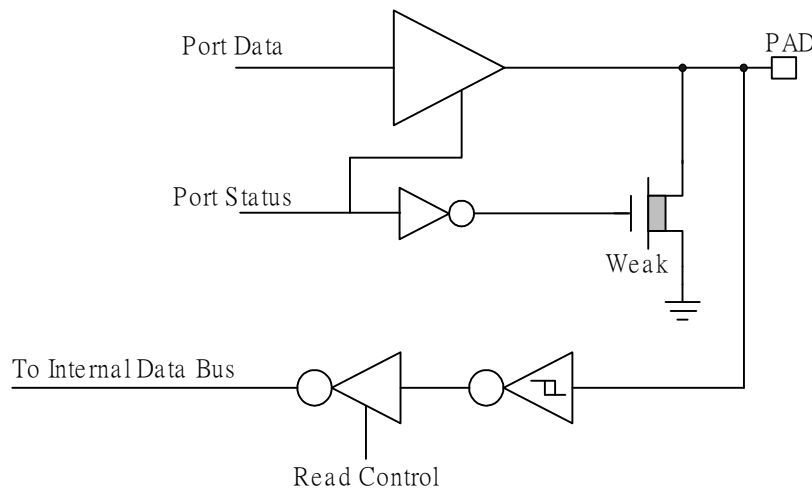 Port Data
PAD
Port Status
Weak
To Internal Data Bus
Read Control